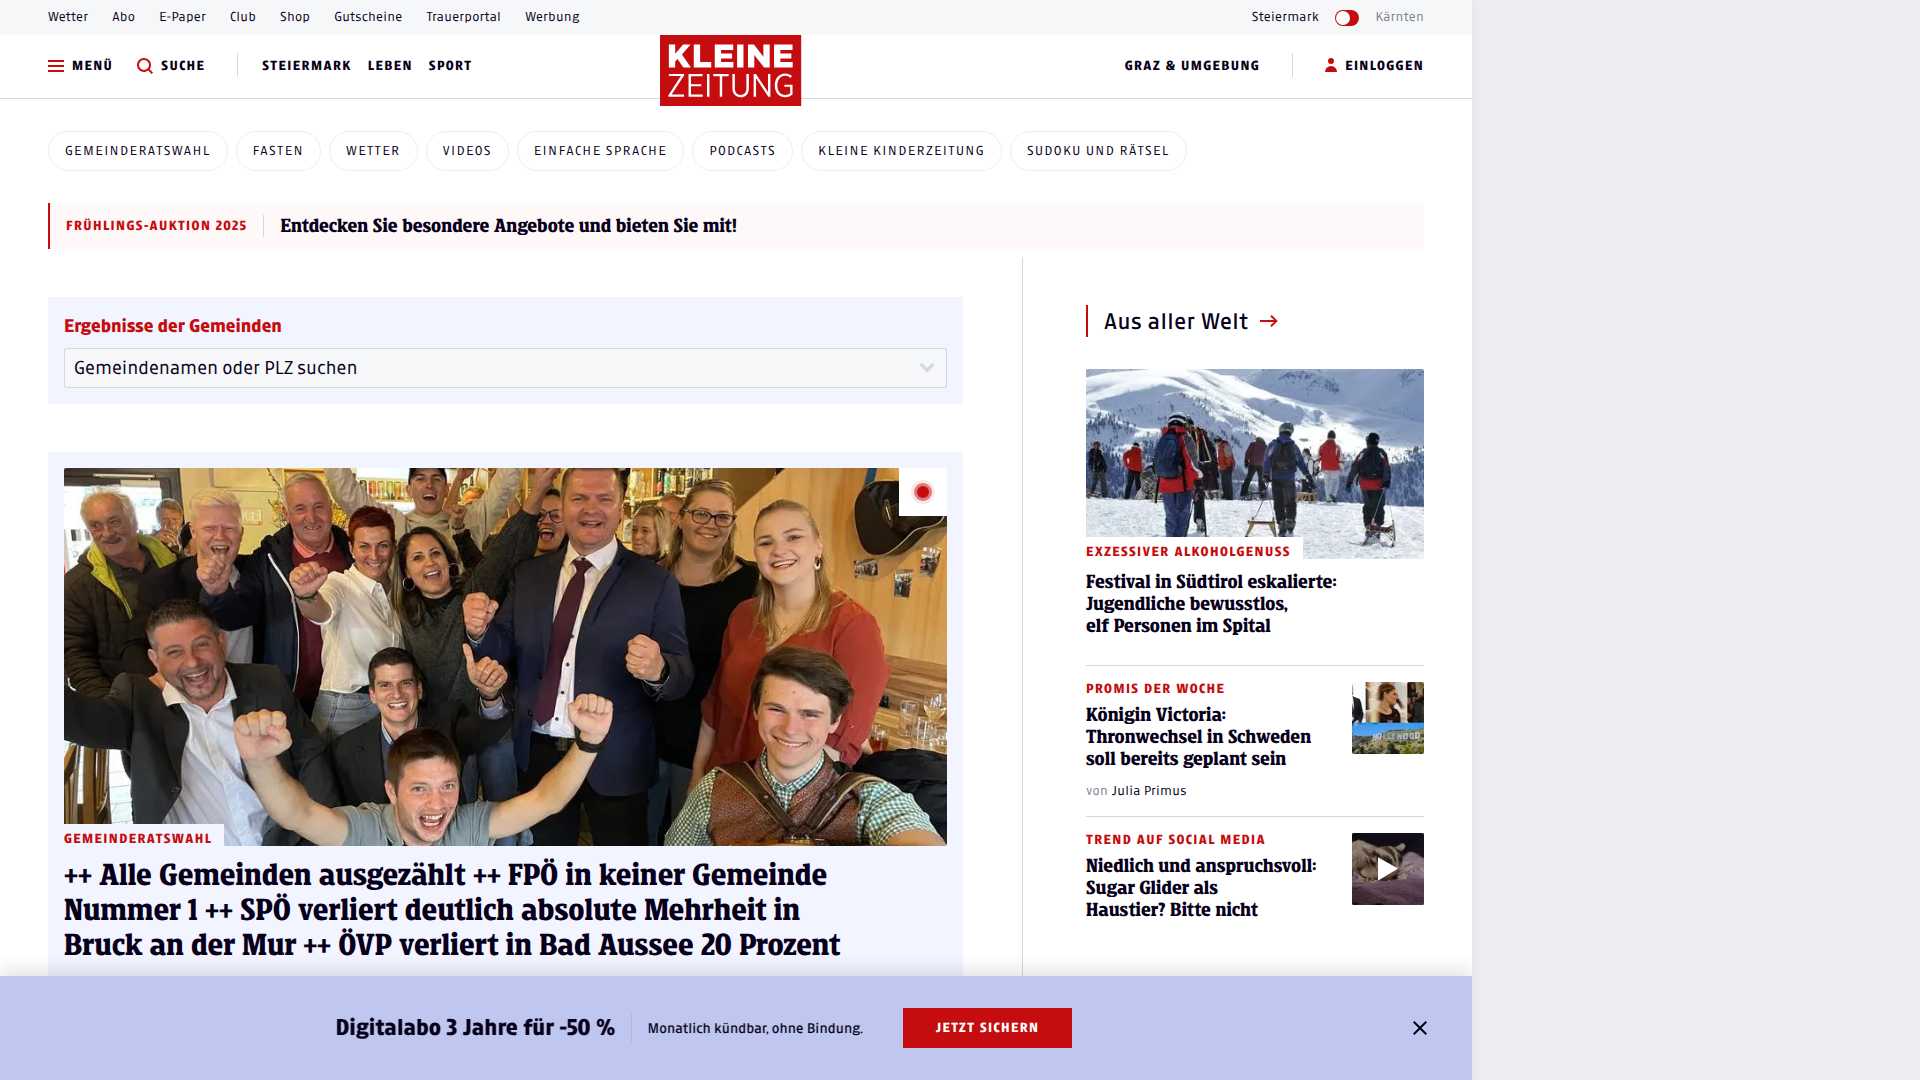 Wetter Abo E-Paper Club Shop Gutscheine Trauerportal Werbung Steiermark Kärnten
MENÜ SUCHE STEIERMARK LEBEN SPORT KLEINE ZEITUNG GRAZ & UMGEBUNG EINLOGGEN
GEMEINDERATSWAHL FASTEN WETTER VIDEOS EINFACHE SPRACHE PODCASTS KLEINE KINDERZEITUNG SUDOKU UND RÄTSEL
FRÜHLINGS-AUKTION 2025 Entdecken Sie besondere Angebote und bieten Sie mit!
Ergebnisse der Gemeinden
Gemeindenamen oder PLZ suchen
GEMEINDERATSWAHL
++ Alle Gemeinden ausgezählt ++ FPÖ in keiner Gemeinde
Nummer 1 ++ SPÖ verliert deutlich absolute Mehrheit in
Bruck an der Mur ++ ÖVP verliert in Bad Aussee 20 Prozent
Aus aller Welt
EXZESSIVER ALKOHOLGENUSS
Festival in Südtirol eskalierte:
Jugendliche bewusstlos,
elf Personen im Spital
PROMIS DER WOCHE
Königin Victoria:
Thronwechsel in Schweden
soll bereits geplant sein
von Julia Primus
HOLLYWOOD
TREND AUF SOCIAL MEDIA
Niedlich und anspruchsvoll:
Sugar Glider als
Haustier? Bitte nicht
Digitalabo 3 Jahre für -50 % Monatlich kündbar, ohne Bindung. JETZT SICHERN